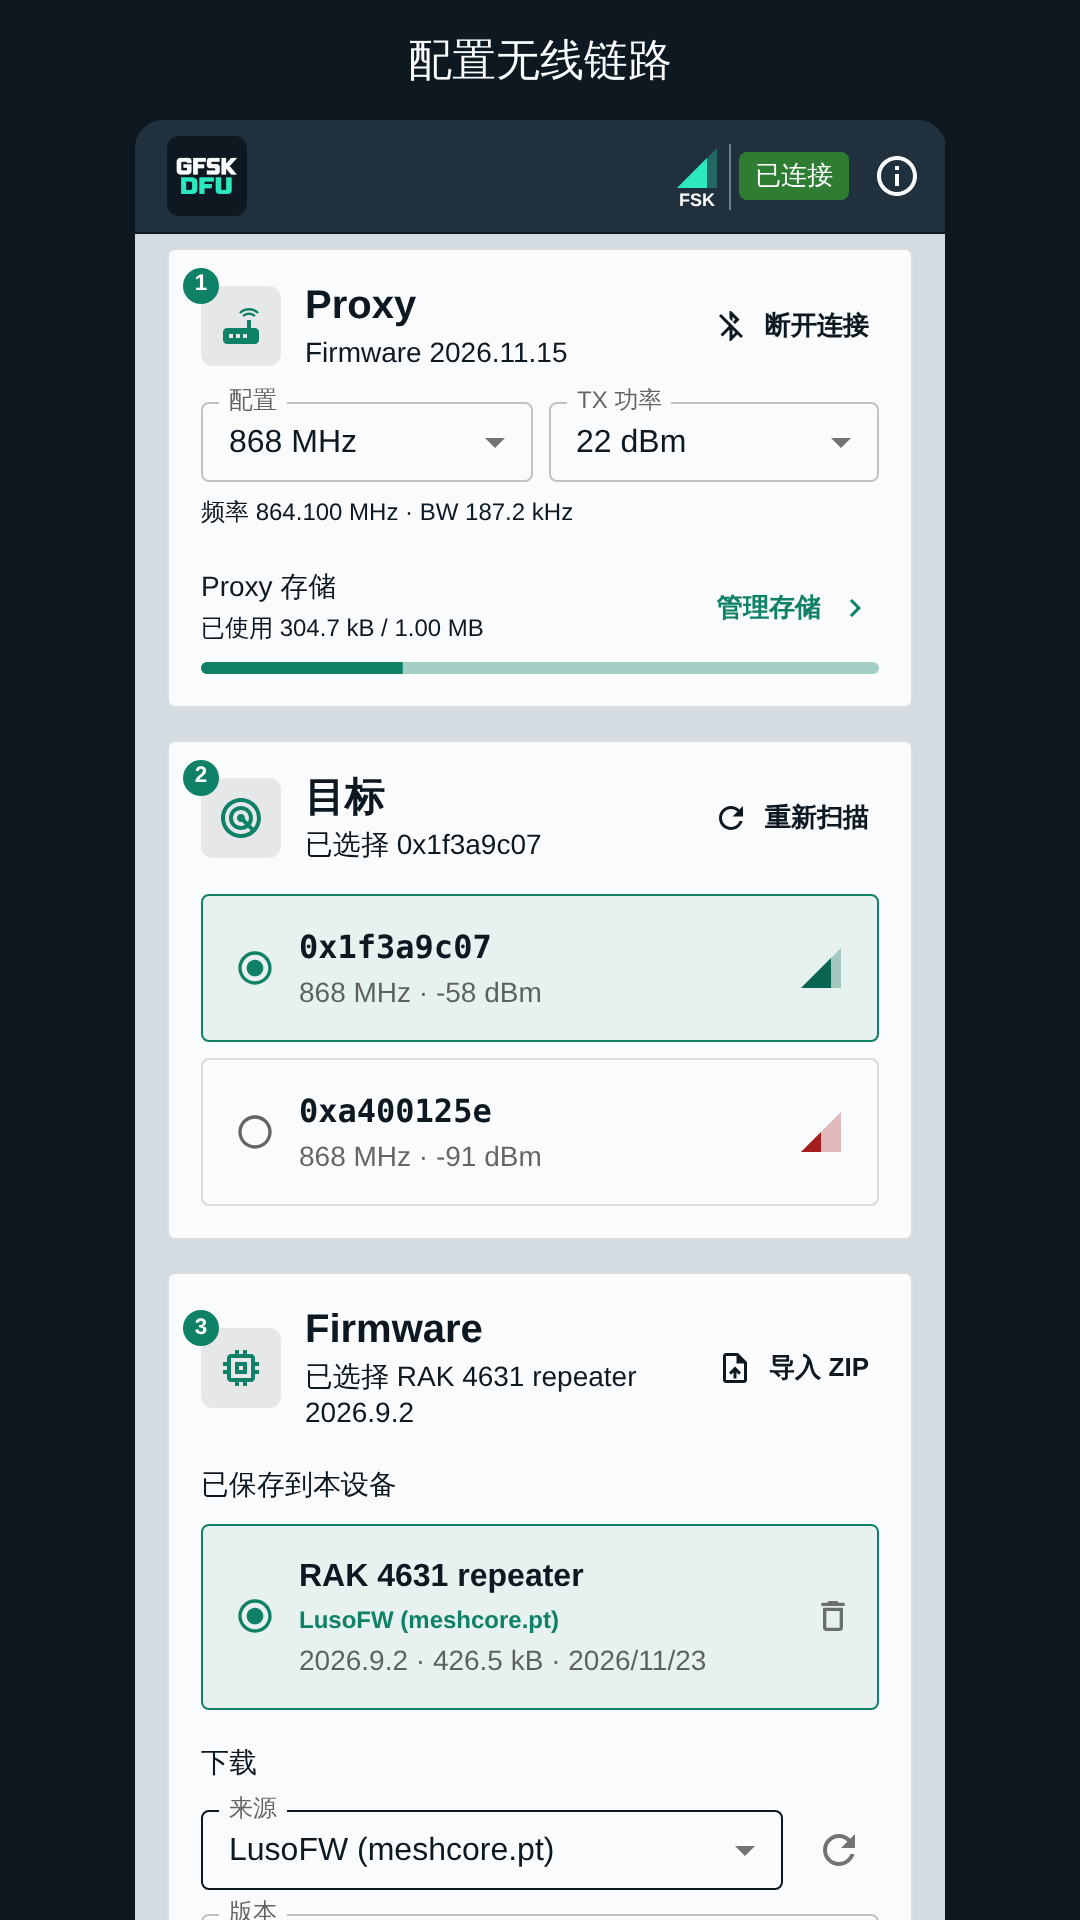 配置无线链路
GFSK
DFU
FSK
已连接
1
Proxy
Firmware 2026.11.15
断开连接
配置
868 MHz
TX 功率
22 dBm
频率 864.100 MHz · BW 187.2 kHz
Proxy 存储
已使用 304.7 kB / 1.00 MB
管理存储
2
目标
已选择 0x1f3a9c07
重新扫描
0x1f3a9c07
868 MHz · -58 dBm
0xa400125e
868 MHz · -91 dBm
3
Firmware
已选择 RAK 4631 repeater
2026.9.2
导入 ZIP
已保存到本设备
RAK 4631 repeater
LusoFW (meshcore.pt)
2026.9.2 · 426.5 kB · 2026/11/23
下载
来源
LusoFW (meshcore.pt)
版本